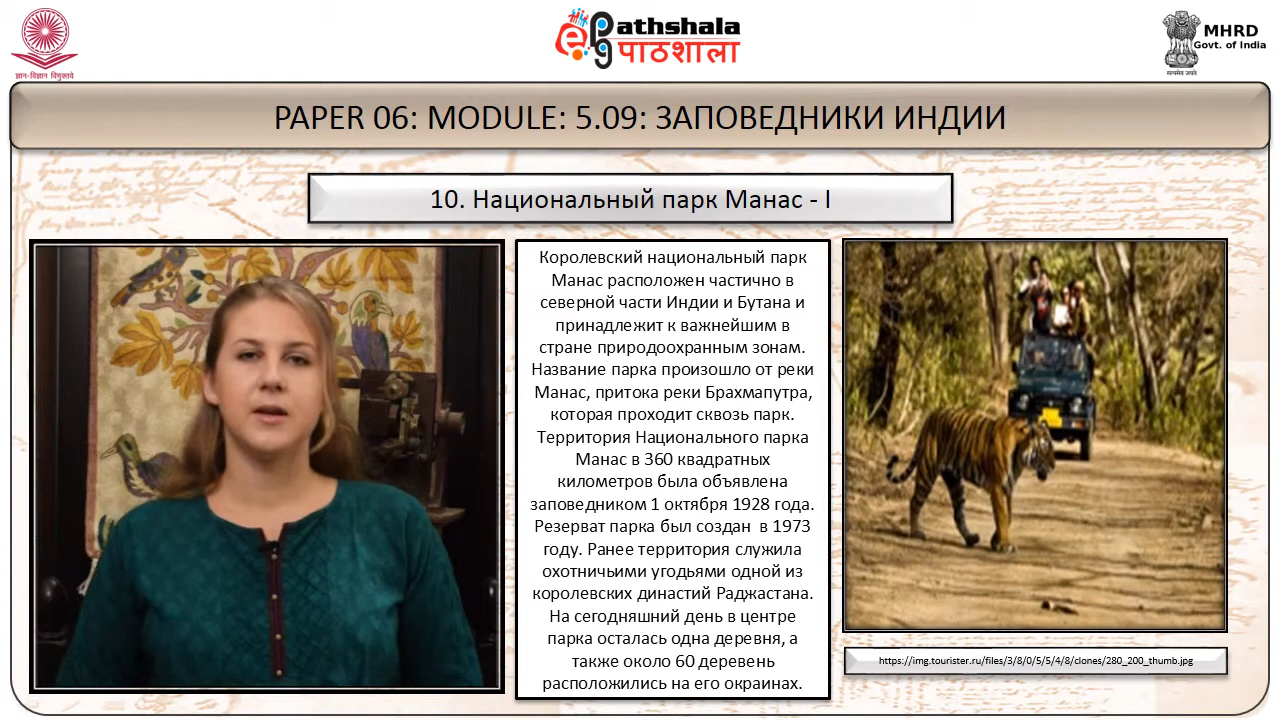 ज्ञान-विज्ञान विमुक्तये
ePathshala
पाठशाला
सत्यमेव जयते
MHRD
Govt. of India
PAPER 06: MODULE: 5.09: ЗАПОВЕДНИКИ ИНДИИ
10. Национальный парк Манас - I
Королевский национальный парк
Манас расположен частично в
северной части Индии и Бутана и
принадлежит к важнейшим в
стране природоохранным зонам.
Название парка произошло от реки
Манас, притока реки Брахмапутра,
которая проходит сквозь парк.
Территория Национального парка
Манас в 360 квадратных
километров была объявлена
заповедником 1 октября 1928 года.
Резерват парка был создан в 1973
году. Ранее территория служила
охотничьими угодьями одной из
королевских династий Раджастана.
На сегодняшний день в центре
парка осталась одна деревня, а
также около 60 деревень
расположились на его окраинах.
https://img.tourister.ru/files/3/8/0/5/5/4/8/clones/280_200_thumb.jpg